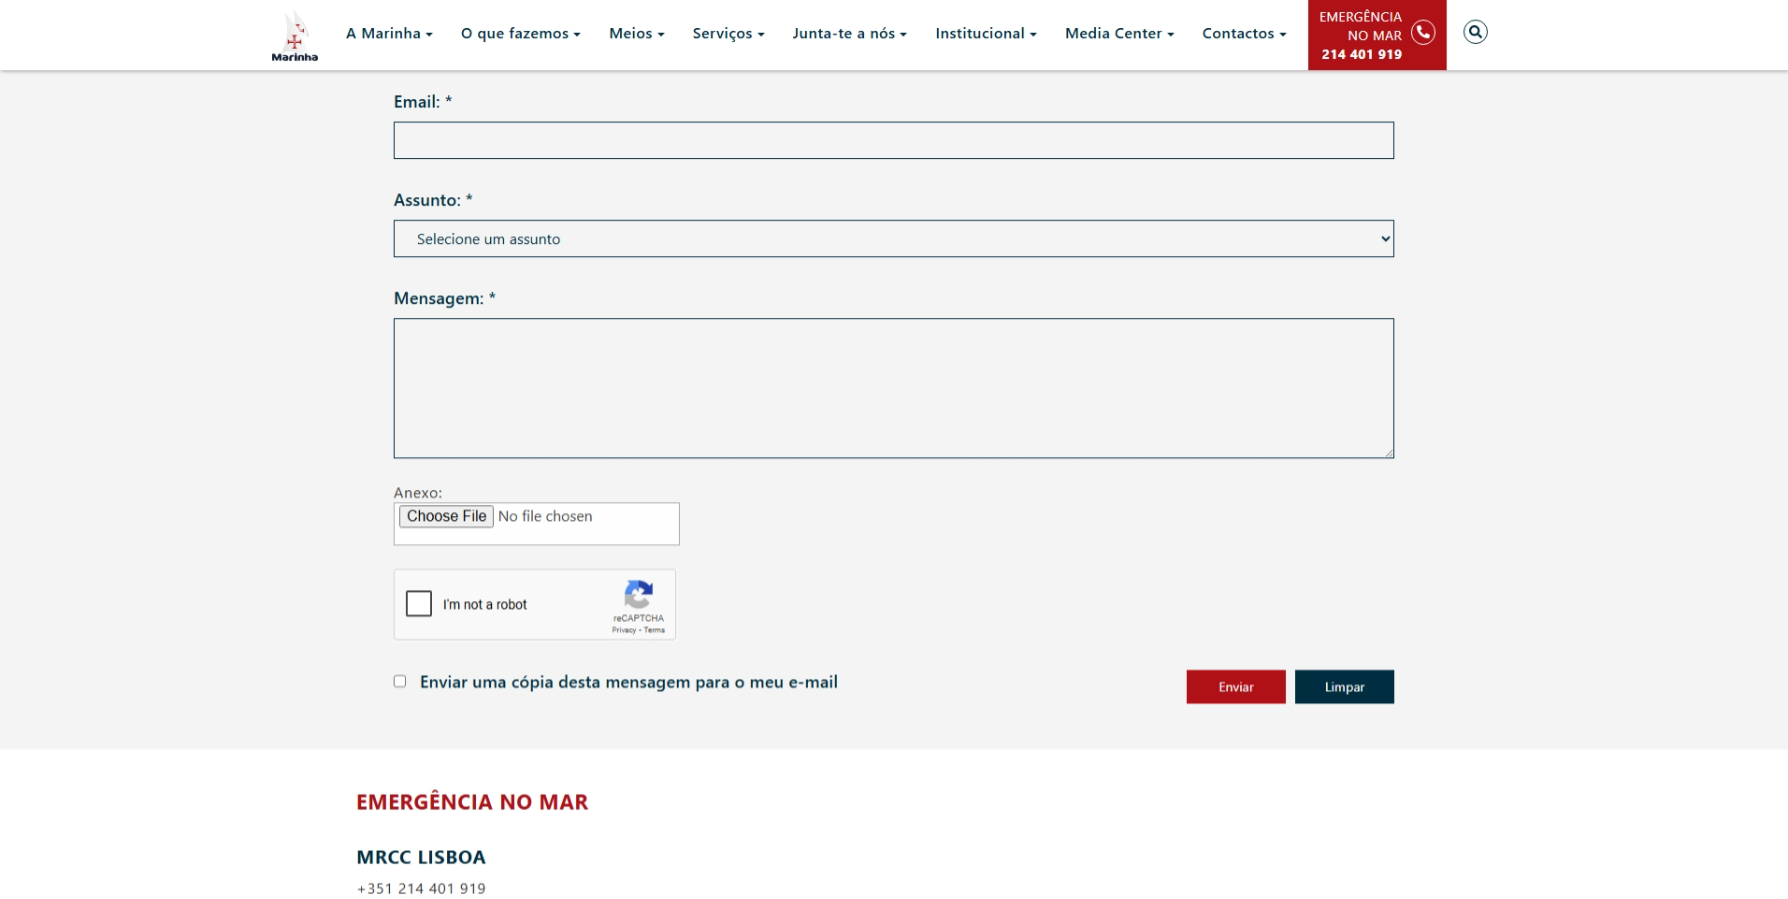 Marinha
A Marinha
O que fazemos
Meios
Serviços
Junta-te a nós
Institucional
Media Center
Contactos
EMERGÊNCIA
NO MAR
214 401 919
Email: *
Assunto: *
Selecione um assunto
Mensagem: *
Anexo:
Choose File No file chosen
I'm not a robot
reCAPTCHA
Privacy - Terms
Enviar uma cópia desta mensagem para o meu e-mail
Enviar
Limpar
EMERGÊNCIA NO MAR
MRCC LISBOA
+351 214 401 919